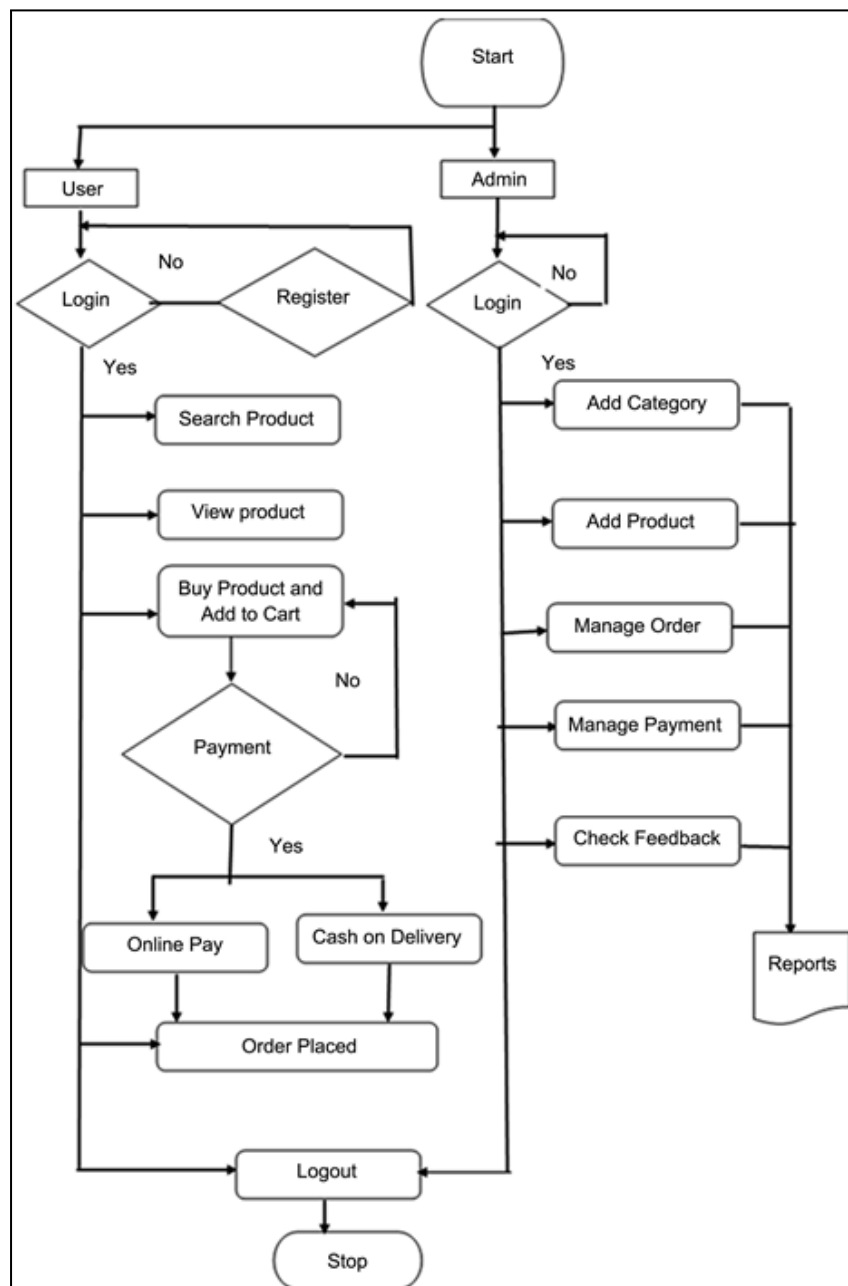 Start
User
Admin
No
Register
Login
No
Login
Yes
Yes
Search Product
Add Category
View product
Add Product
Buy Product and
Add to Cart
Manage Order
No
Payment
Manage Payment
Yes
Check Feedback
Online Pay
Cash on Delivery
Reports
Order Placed
Logout
Stop